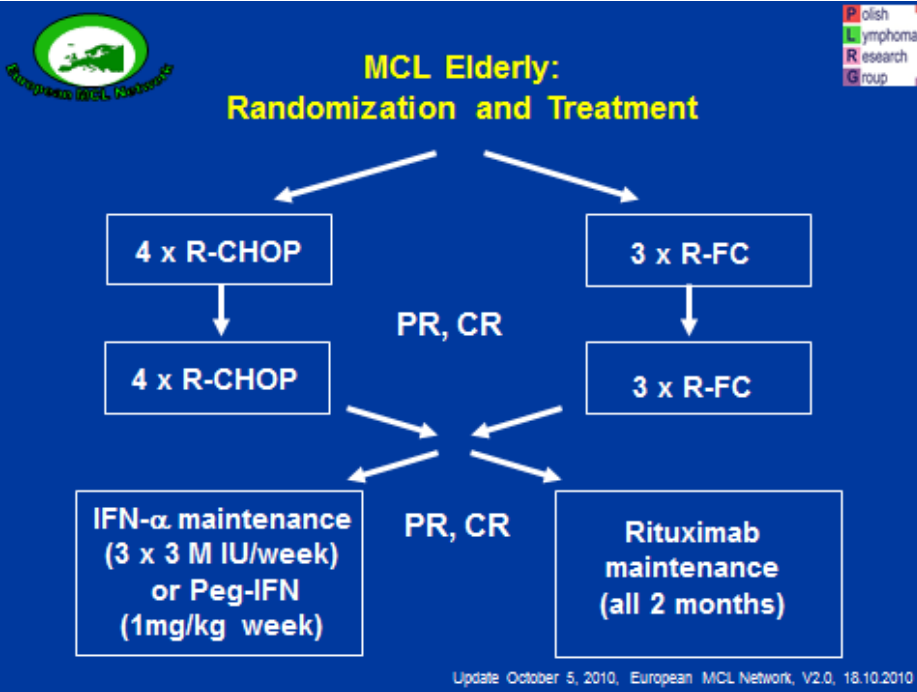 European MCL Network
Polish
Lymphoma
Research
Group
MCL Elderly:
Randomization and Treatment
4 x R-CHOP
3 x R-FC
PR, CR
4 x R-CHOP
3 x R-FC
IFN-α maintenance
(3 x 3 M IU/week)
or Peg-IFN
(1mg/kg week)
PR, CR
Rituximab
maintenance
(all 2 months)
Update October 5, 2010, European MCL Network, V2.0, 18.10.2010